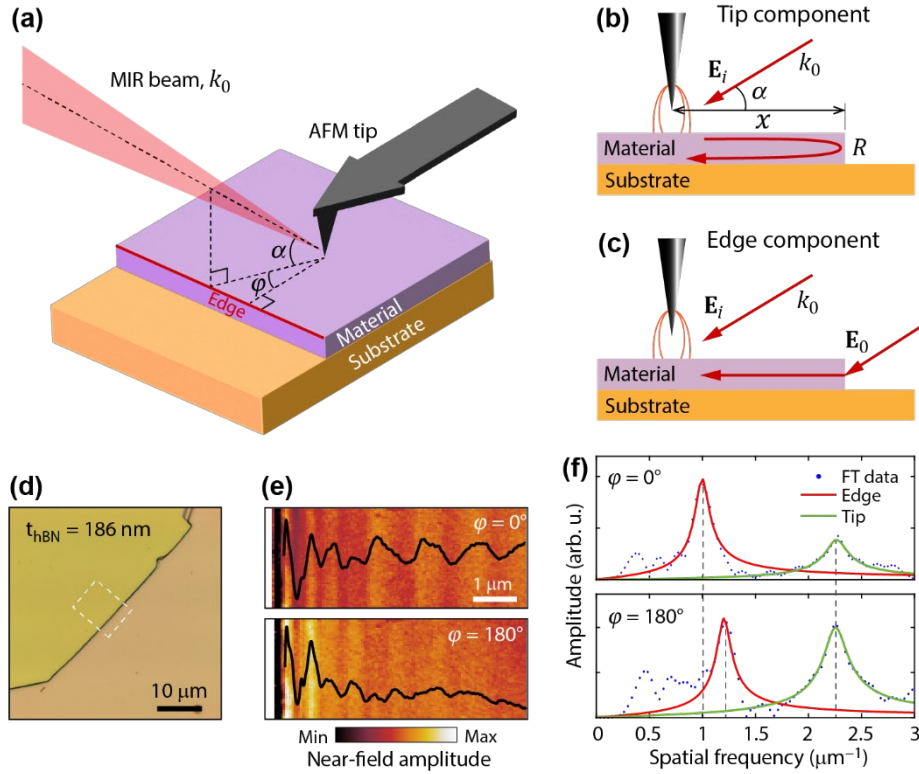 (a)
MIR beam, k₀
AFM tip
α
φ
Edge
Material
Substrate
(b)
Tip component
Eᵢ
k₀
α
x
Material
R
Substrate
(c)
Edge component
Eᵢ
k₀
E₀
Material
Substrate
(d)
t_hBN = 186 nm
10 μm
(e)
φ = 0°
1 μm
φ = 180°
Min
Max
Near-field amplitude
(f)
φ = 0°
FT data
Edge
Tip
φ = 180°
Amplitude (arb. u.)
0 0.5 1 1.5 2 2.5 3
Spatial frequency (μm⁻¹)